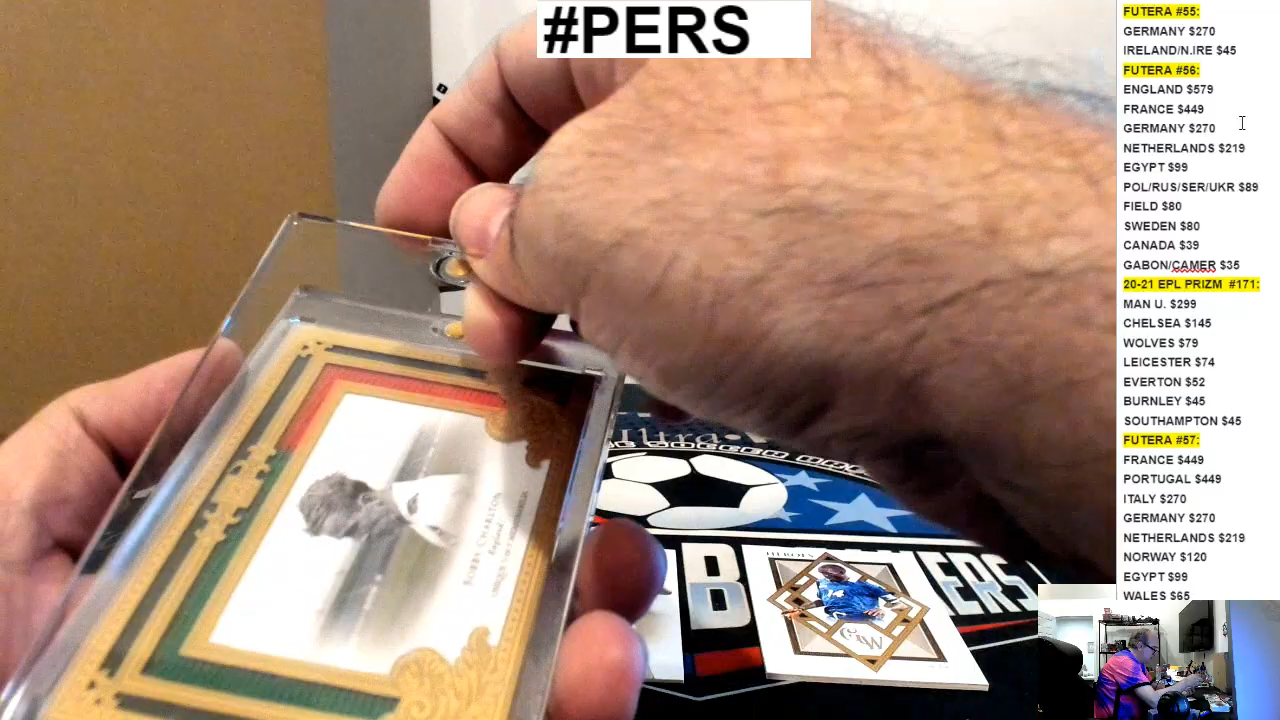 #PERS
FUTERA #55:
GERMANY $270
IRELAND/N.IRE $45
FUTERA #56:
ENGLAND $579
FRANCE $449
GERMANY $270
NETHERLANDS $219
EGYPT $99
POL/RUS/SER/UKR $89
FIELD $80
SWEDEN $80
CANADA $39
GABON/CAMER $35
20-21 EPL PRIZM #171:
MAN U. $299
CHELSEA $145
WOLVES $79
LEICESTER $74
EVERTON $52
BURNLEY $45
SOUTHAMPTON $45
FUTERA #57:
FRANCE $449
PORTUGAL $449
ITALY $270
GERMANY $270
NETHERLANDS $219
NORWAY $120
EGYPT $99
WALES $65
BOBBY CHARLTON
England
HEROES